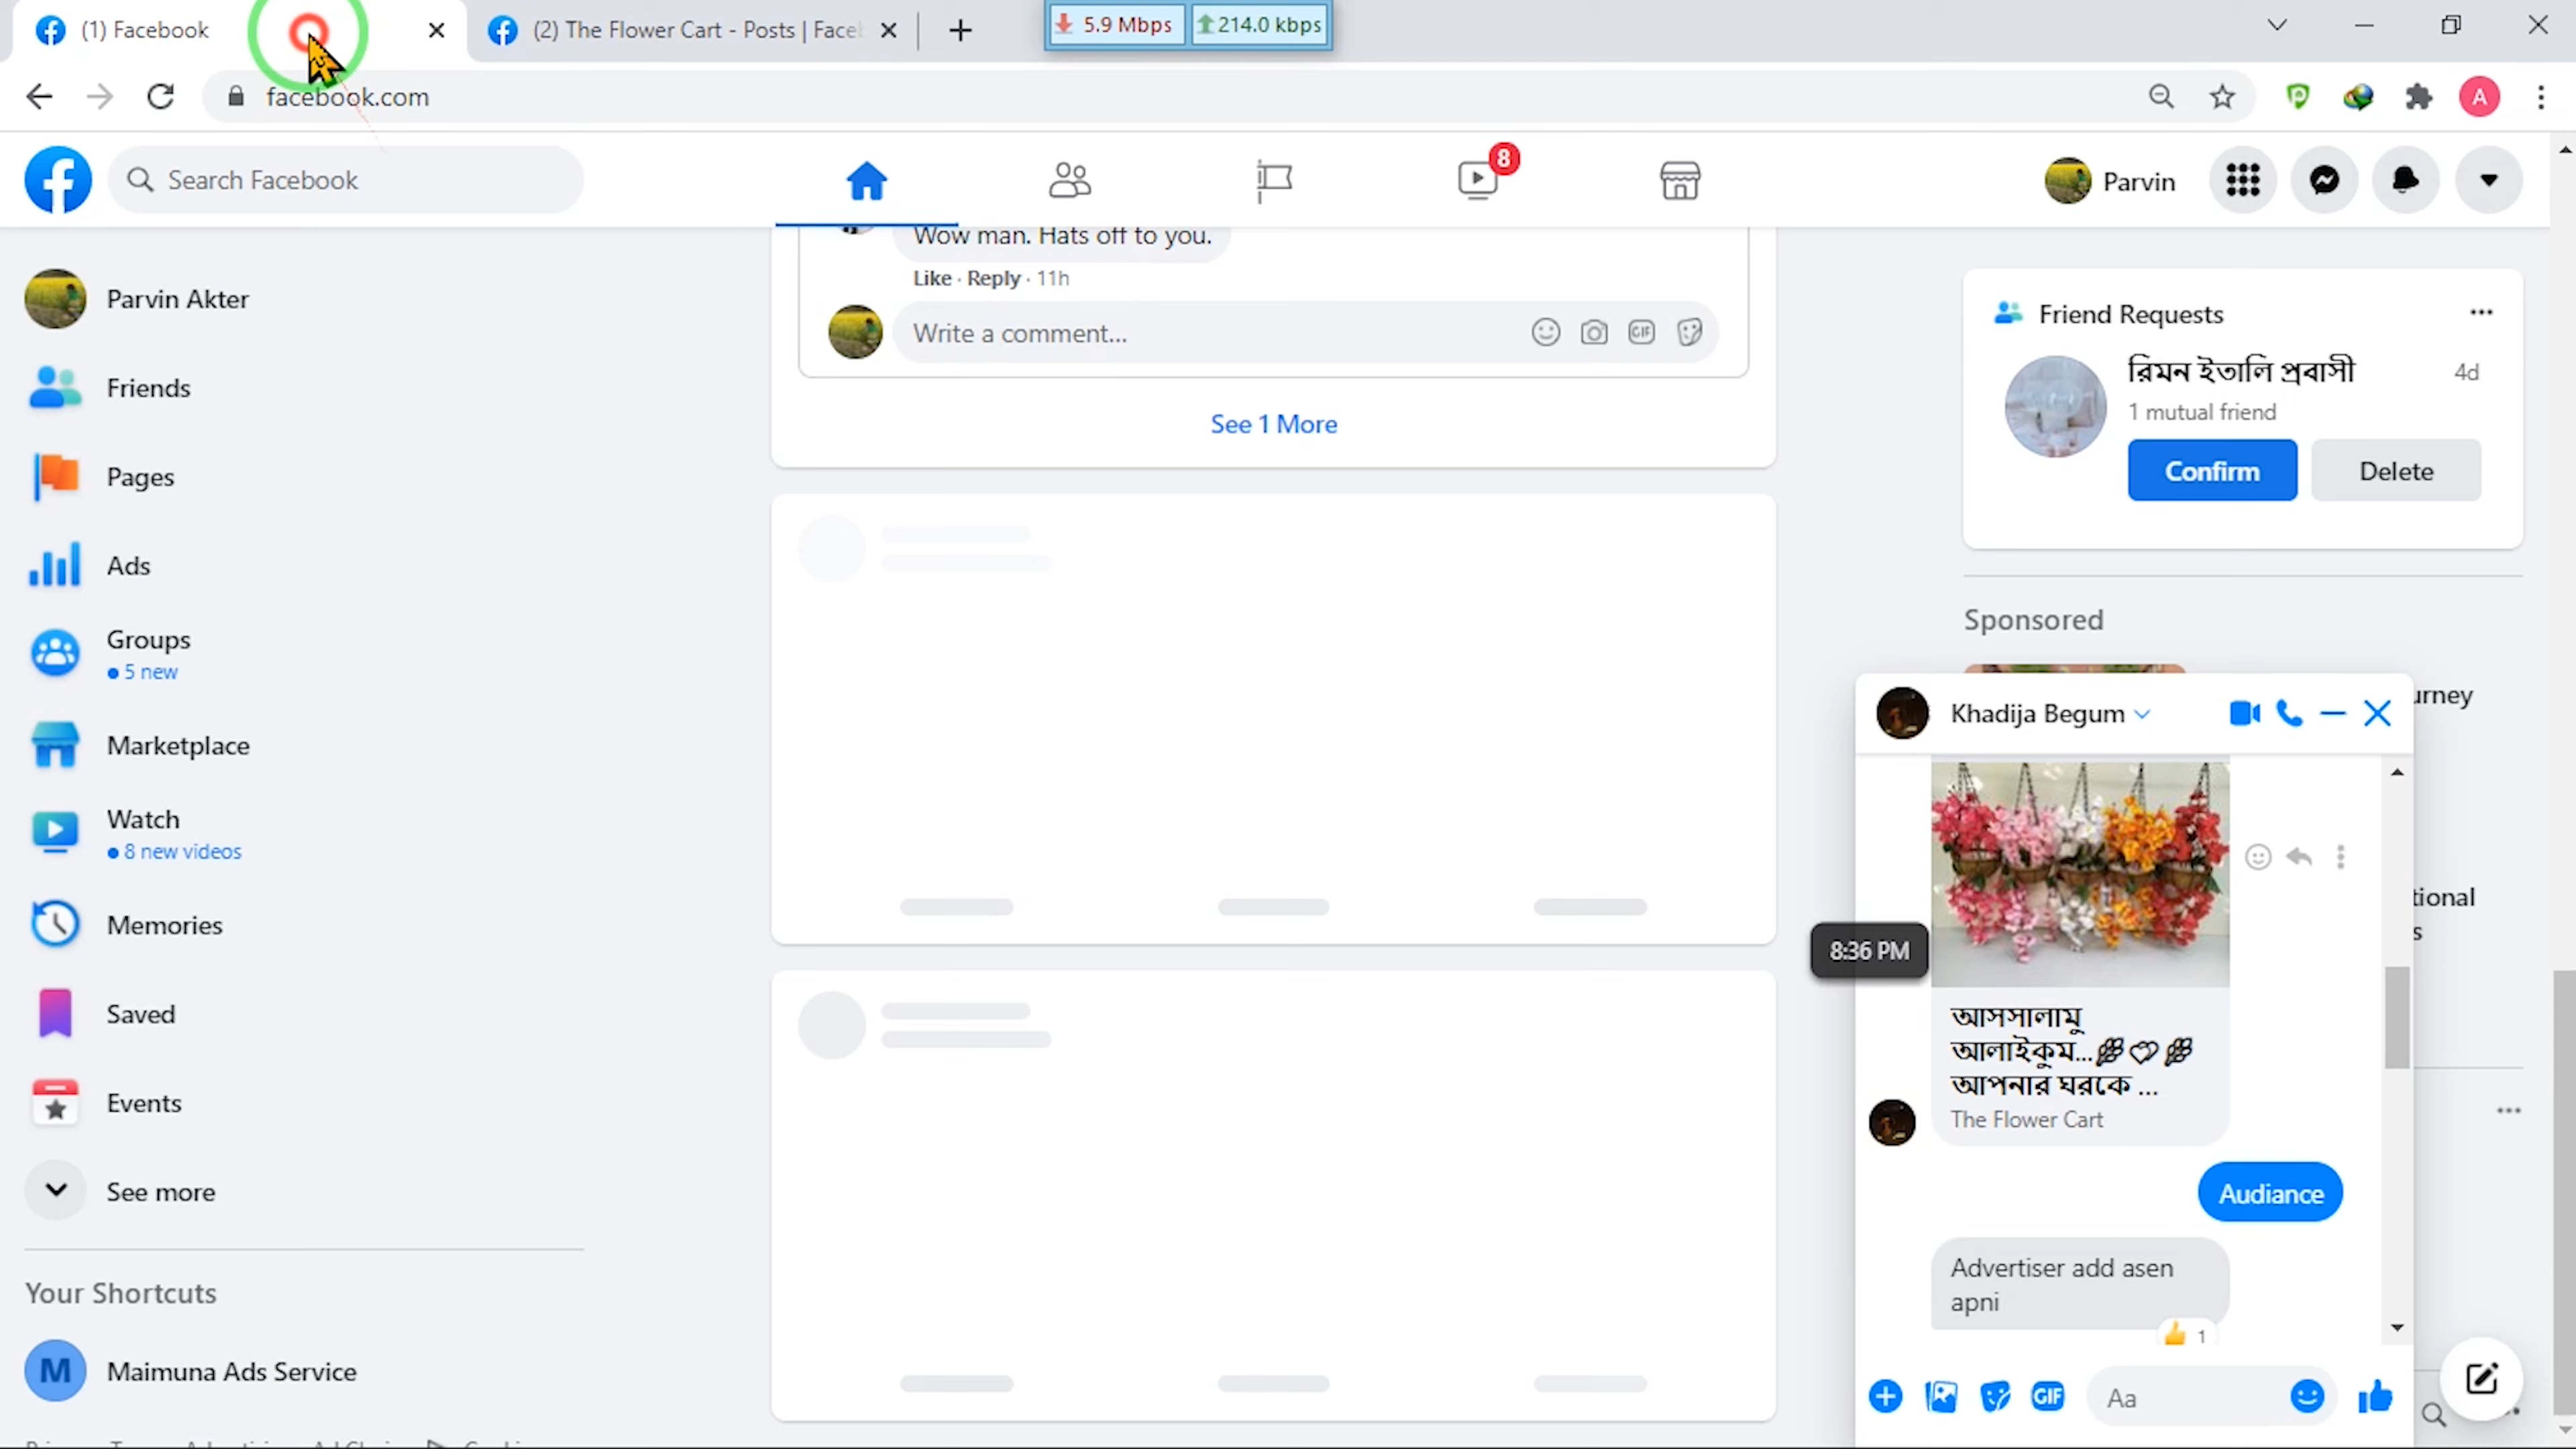 (1) Facebook
(2) The Flower Cart - Posts | Face
5.9 Mbps
214.0 kbps
facebook.com
A
Search Facebook
8
Parvin
Wow man. Hats off to you.
Like · Reply · 11h
Write a comment...
GIF
See 1 More
Parvin Akter
Friends
Pages
Ads
Groups
5 new
Marketplace
Watch
8 new videos
Memories
Saved
Events
See more
Your Shortcuts
M
Maimuna Ads Service
Friend Requests
রিমন ইতালি প্রবাসী
4d
1 mutual friend
Confirm
Delete
Sponsored
urney
tional
s
Khadija Begum
8:36 PM
আসসালামু
আলাইকুম...
আপনার ঘরকে ...
The Flower Cart
Audiance
Advertiser add asen
apni
1
GIF
Aa